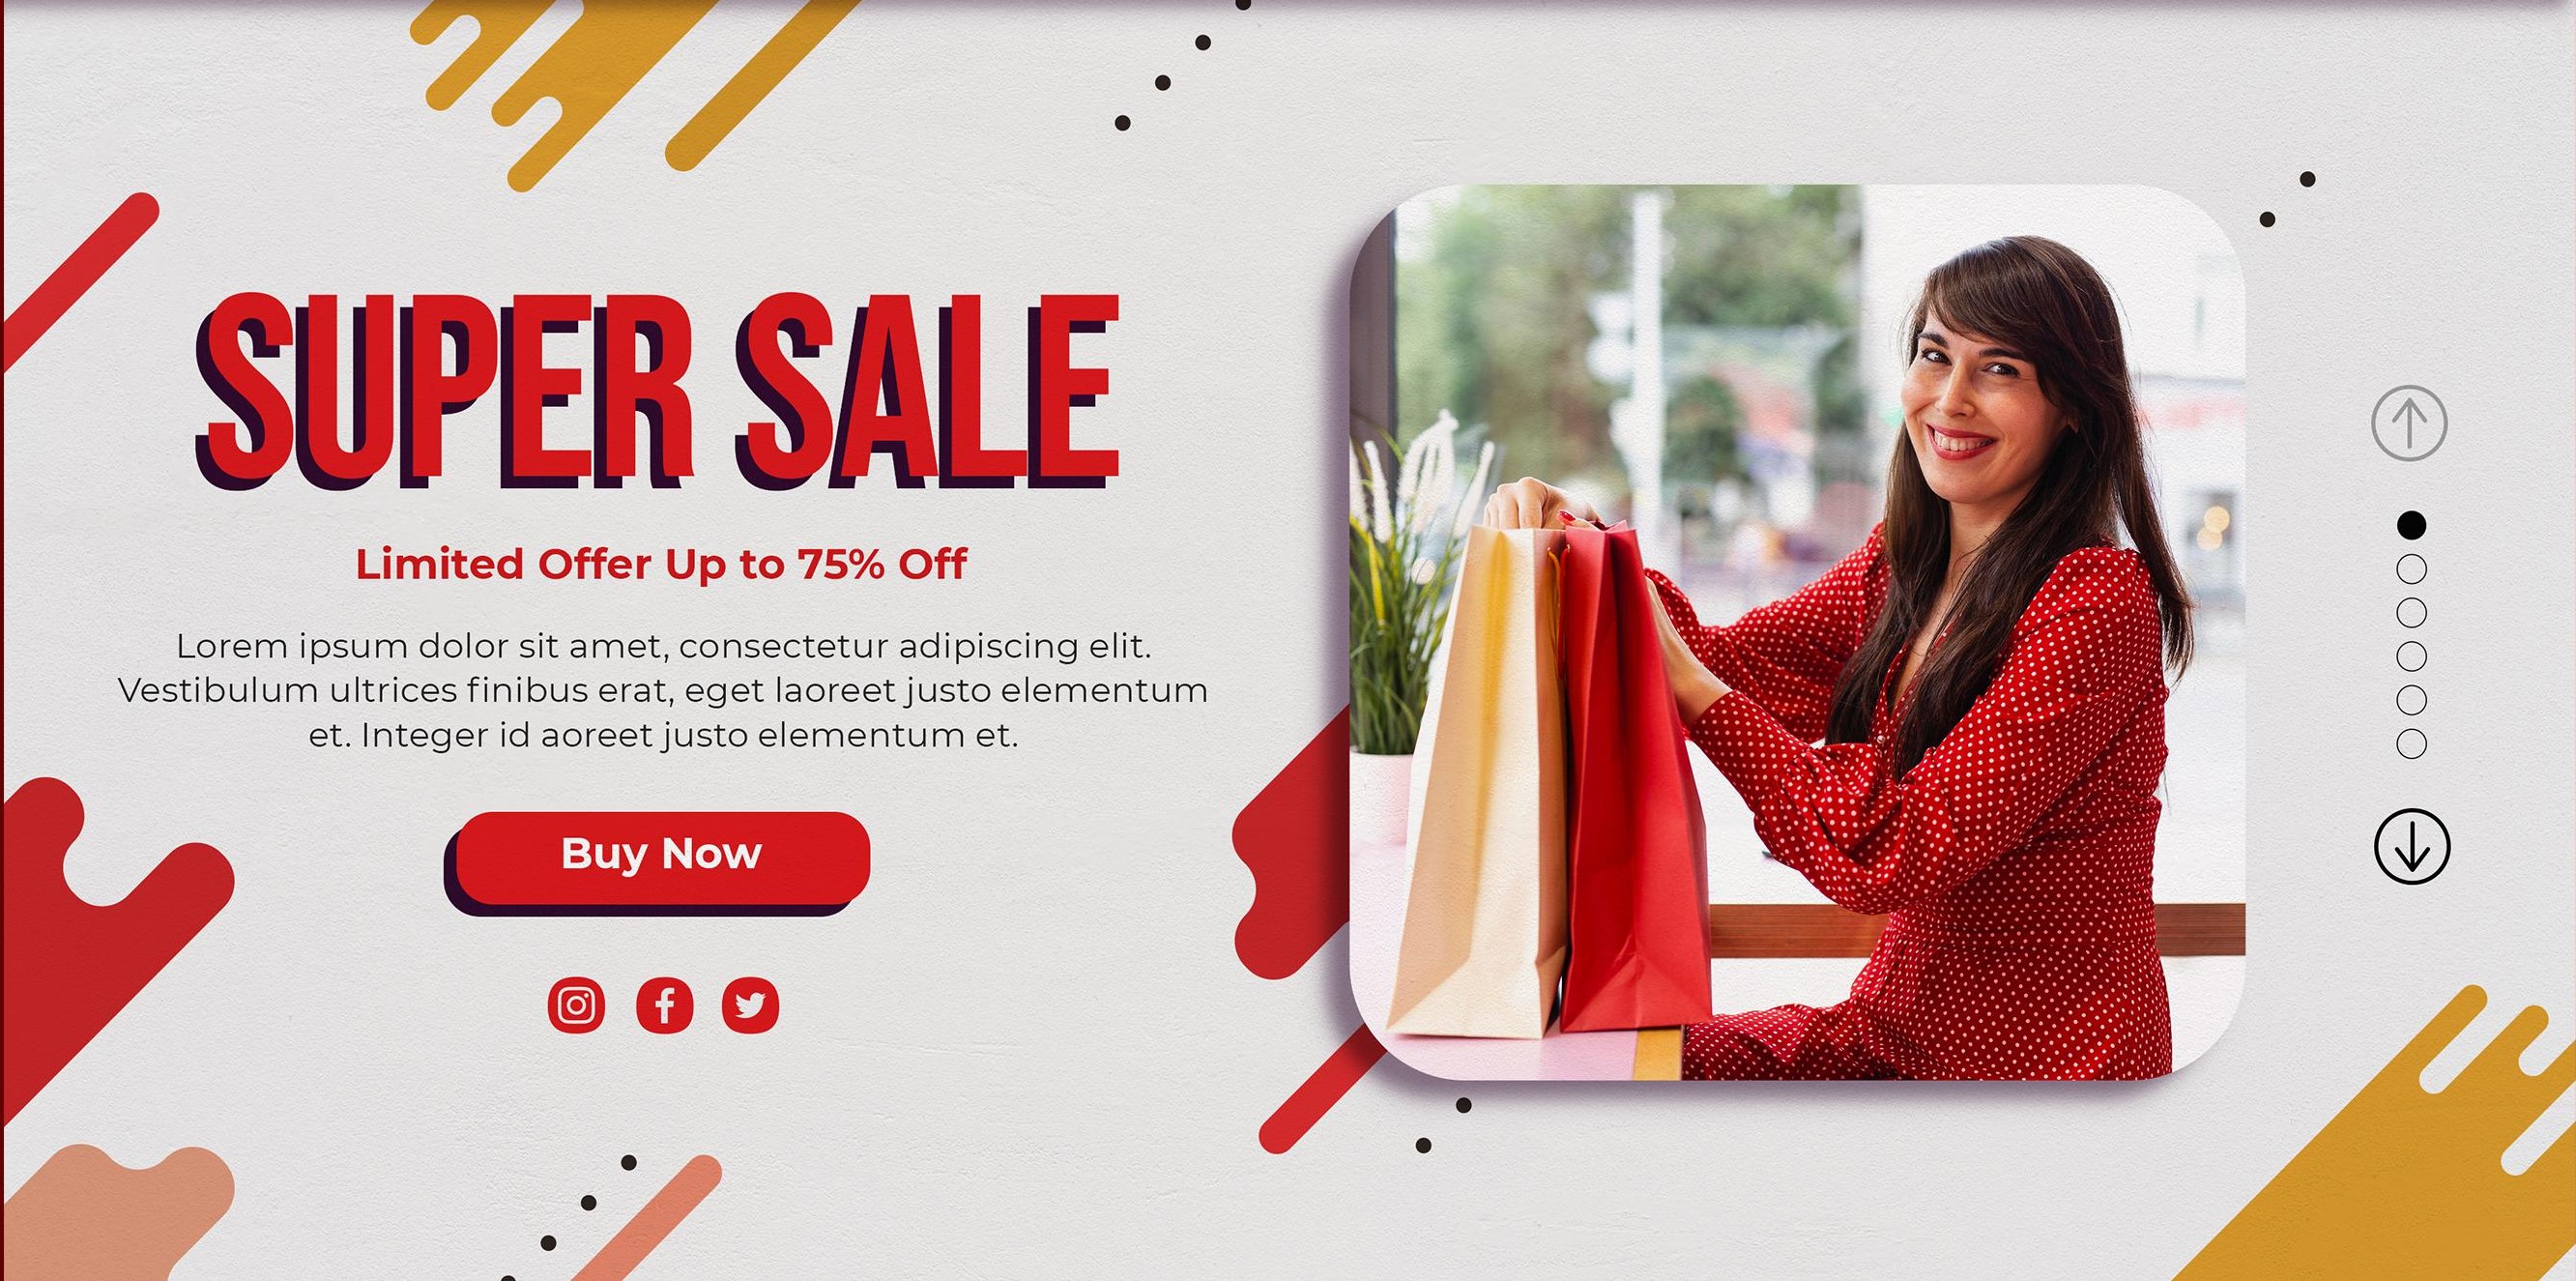 SUPER SALE
Limited Offer Up to 75% Off
Lorem ipsum dolor sit amet, consectetur adipiscing elit.
Vestibulum ultrices finibus erat, eget laoreet justo elementum
et. Integer id aoreet justo elementum et.
Buy Now